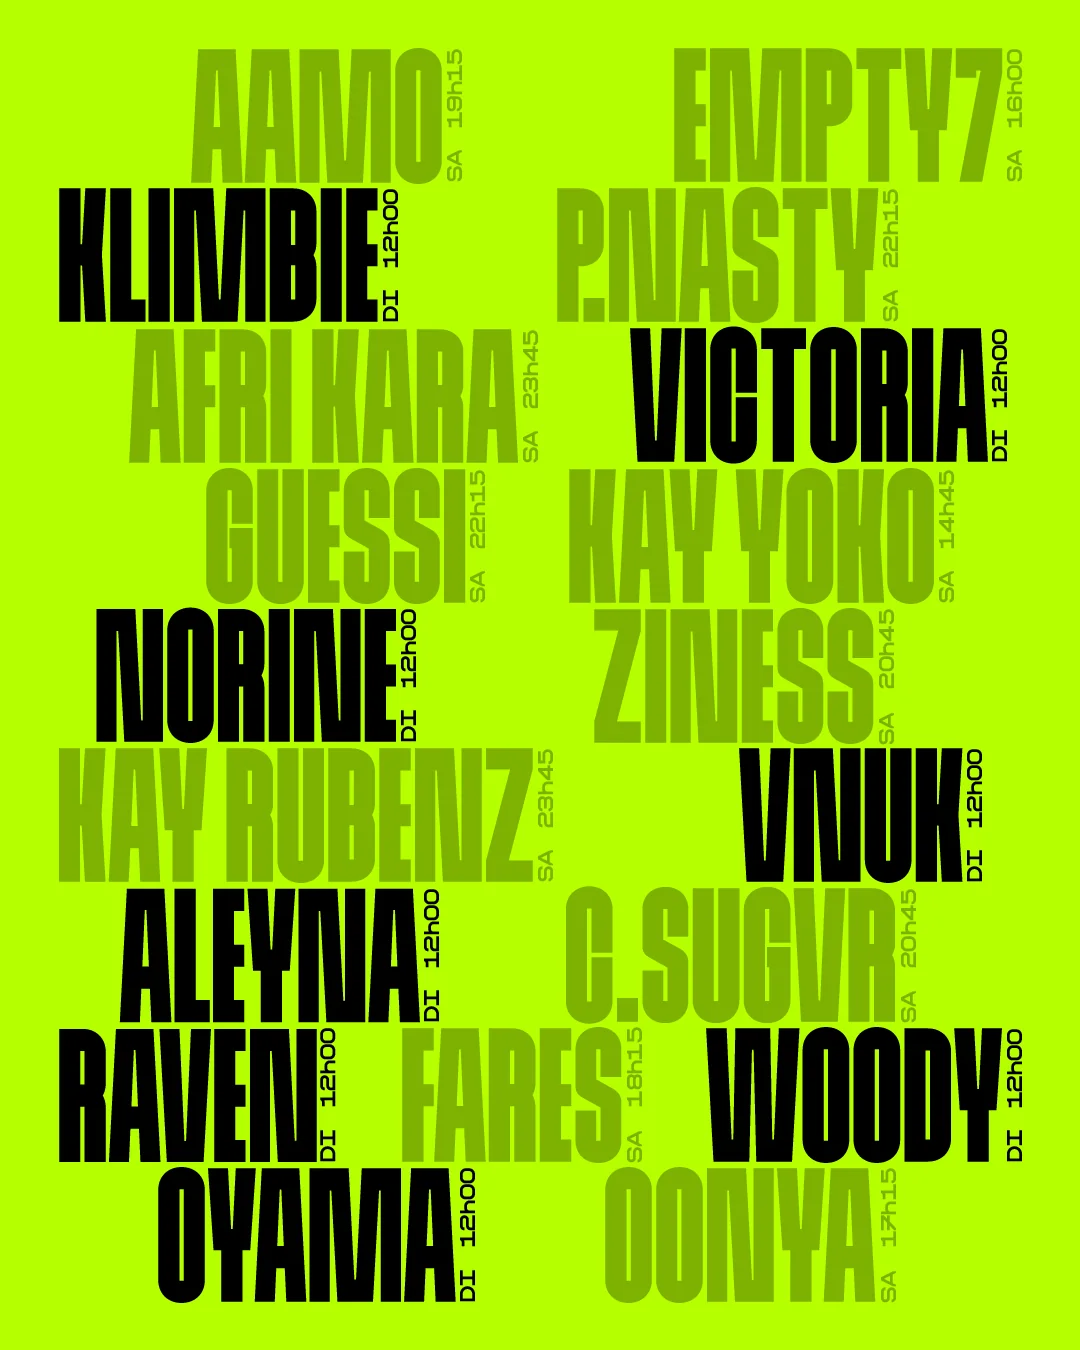 AAMO SA 19h15 EMPTY7 SA 16h00
KLIMBIE DI 12h00 P.NASTY SA 22h15
AFRI KARA SA 23h45 VICTORIA DI 12h00
GUESSI SA 22h15 KAY YOKO SA 14h45
NORINE DI 12h00 ZINESS SA 20h45
KAY RUBENZ SA 23h45 VNUK DI 12h00
ALEYNA DI 12h00 C.SUGVR SA 20h45
RAVEN DI 12h00 FARES SA 18h15 WOODY DI 12h00
OYAMA DI 12h00 OONYA SA 17h15